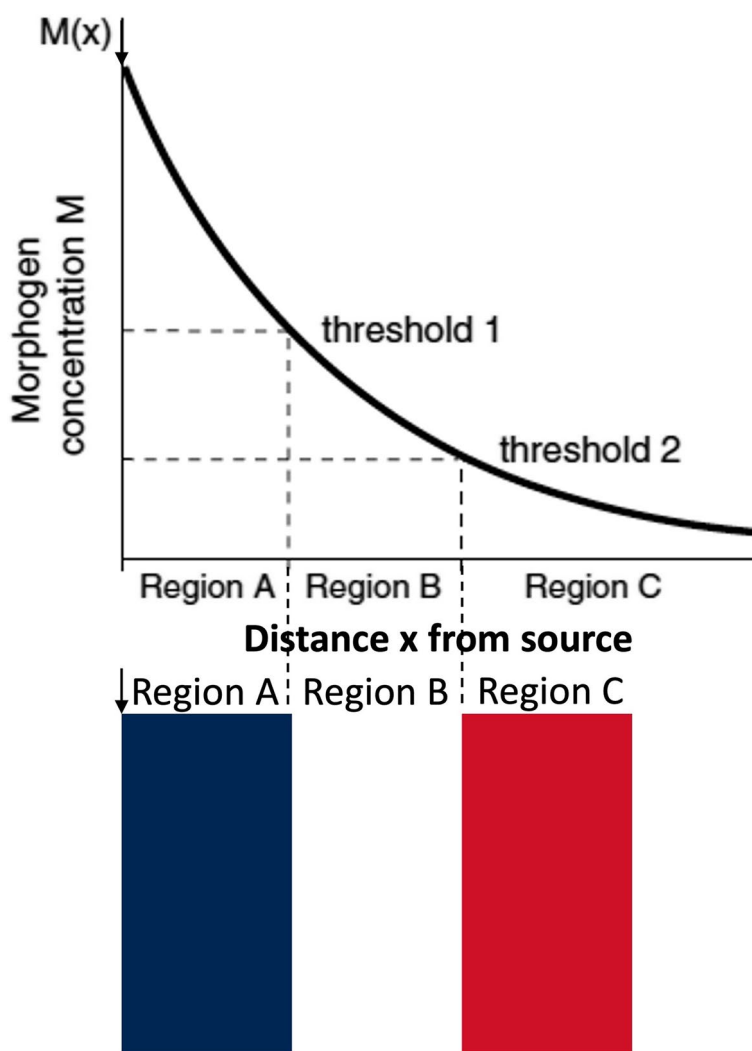 M(x)
Morphogen
concentration M
threshold 1
threshold 2
Region A
Region B
Region C
Distance x from source
Region A
Region B
Region C